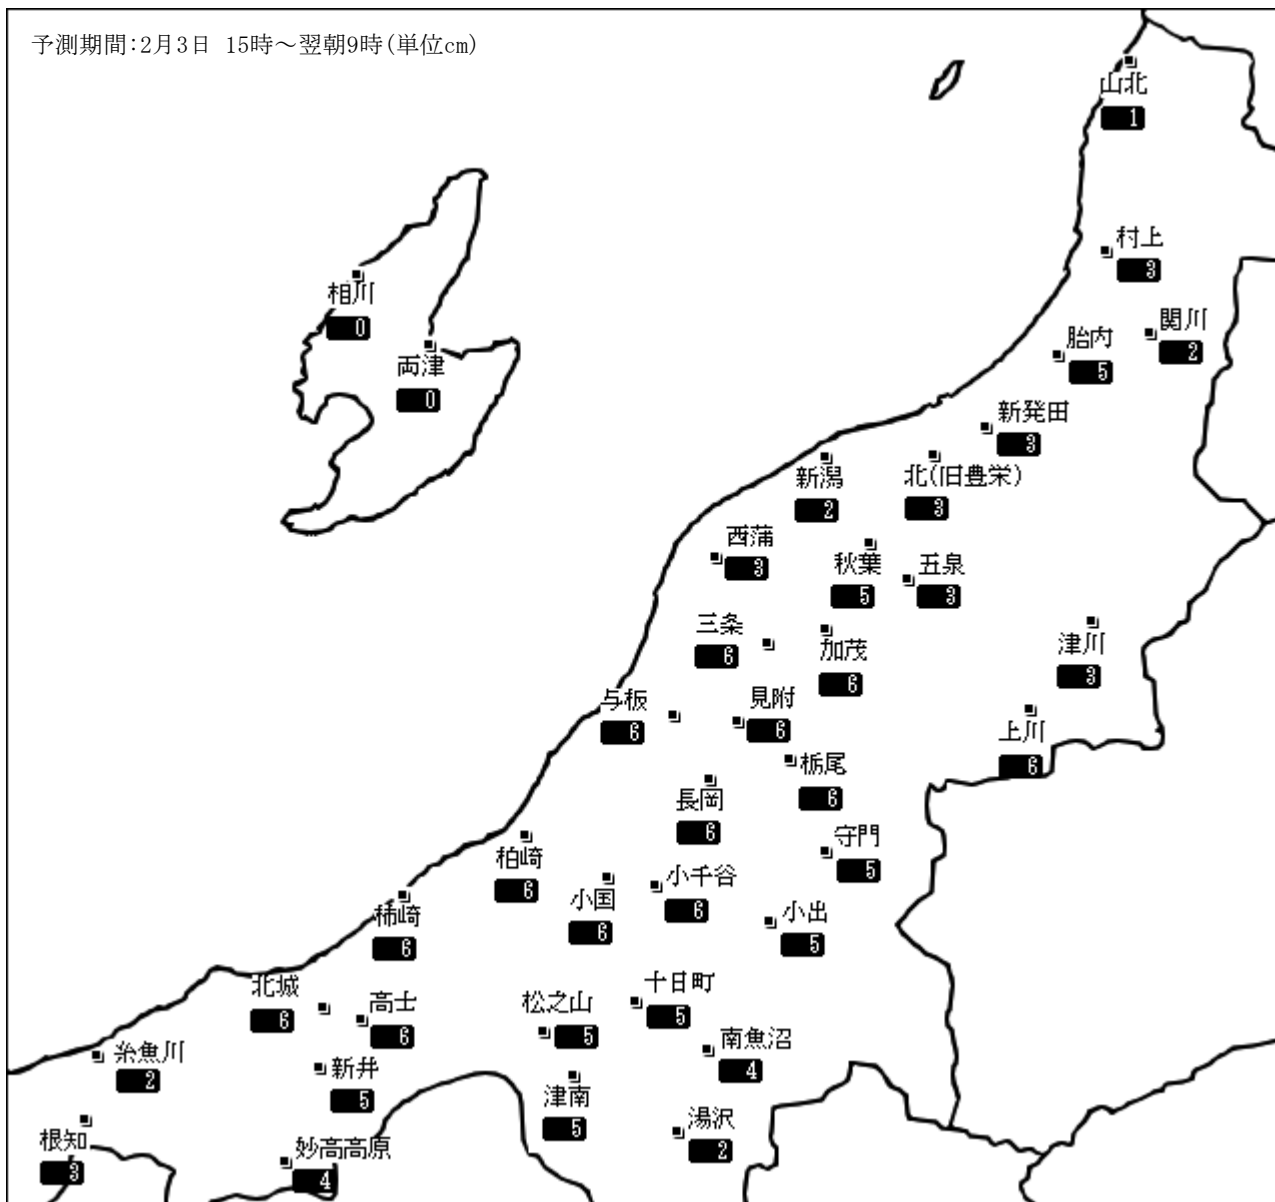 予測期間:2月3日 15時～翌朝9時(単位cm)
山北
1
村上
3
相川
0
関川
2
胎内
5
両津
0
新発田
3
新潟
2
北(旧豊栄)
3
西蒲
3
秋葉
5
五泉
3
三条
6
加茂
6
津川
3
与板
6
見附
6
上川
6
栃尾
6
長岡
6
守門
5
柏崎
6
小国
6
小千谷
6
小出
5
柿崎
6
北城
6
高士
6
松之山
5
十日町
5
南魚沼
4
糸魚川
2
新井
5
津南
5
湯沢
2
根知
3
妙高高原
4